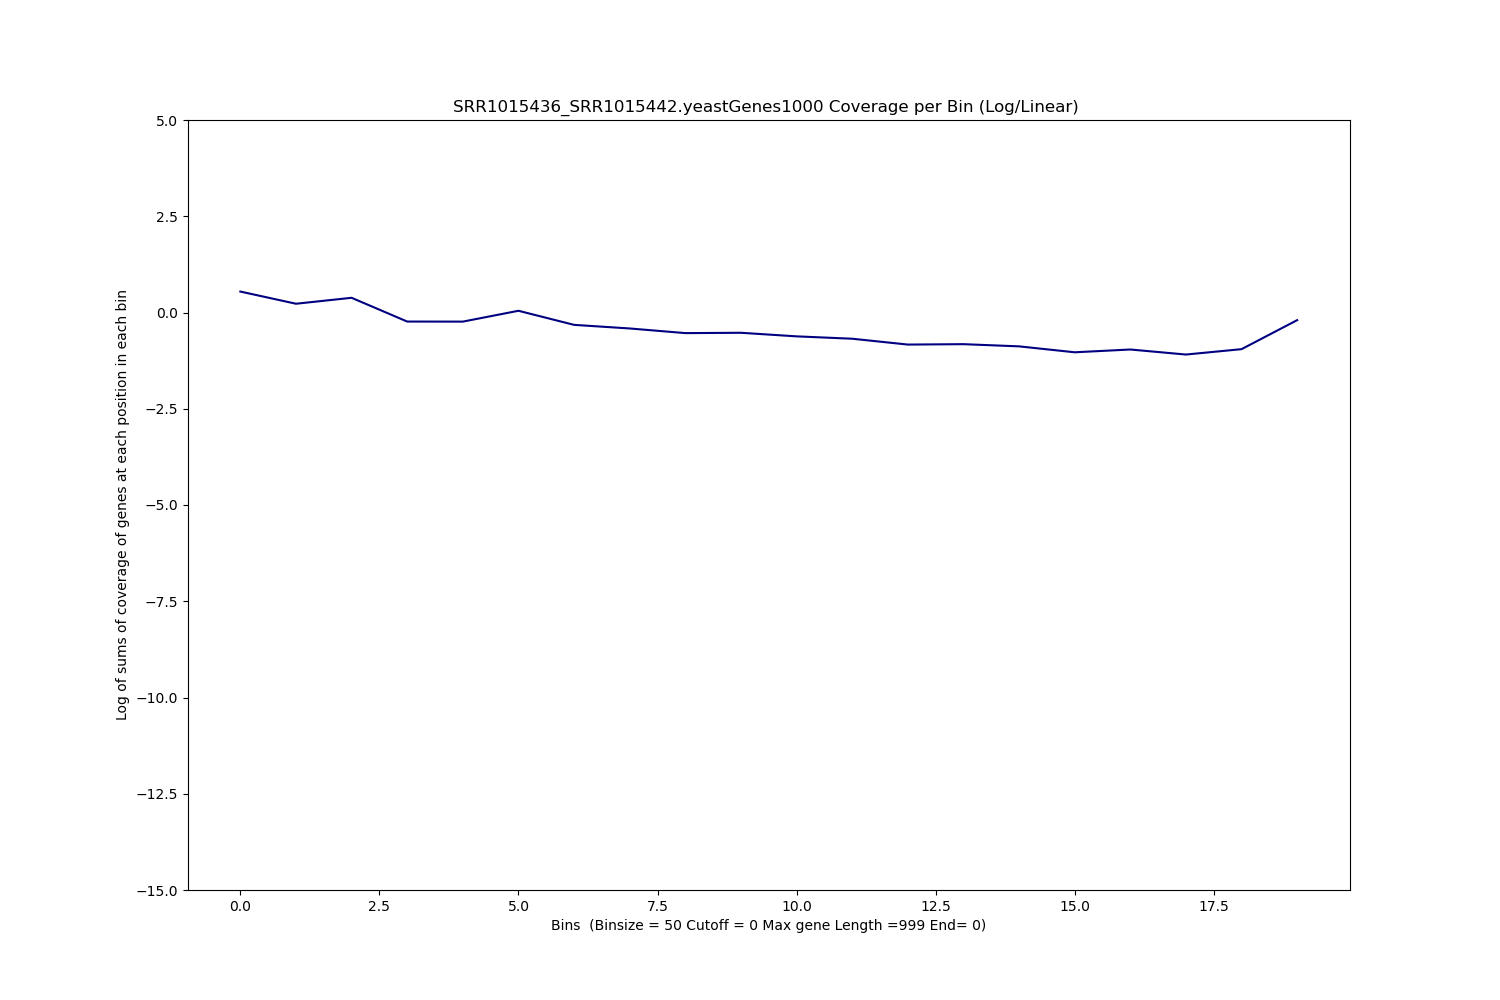 SRR1015436_SRR1015442.yeastGenes1000 Coverage per Bin (Log/Linear)
5.0
2.5
0.0
−2.5
−5.0
−7.5
−10.0
−12.5
−15.0
Log of sums of coverage of genes at each position in each bin
0.0 2.5 5.0 7.5 10.0 12.5 15.0 17.5
Bins  (Binsize = 50 Cutoff = 0 Max gene Length =999 End= 0)